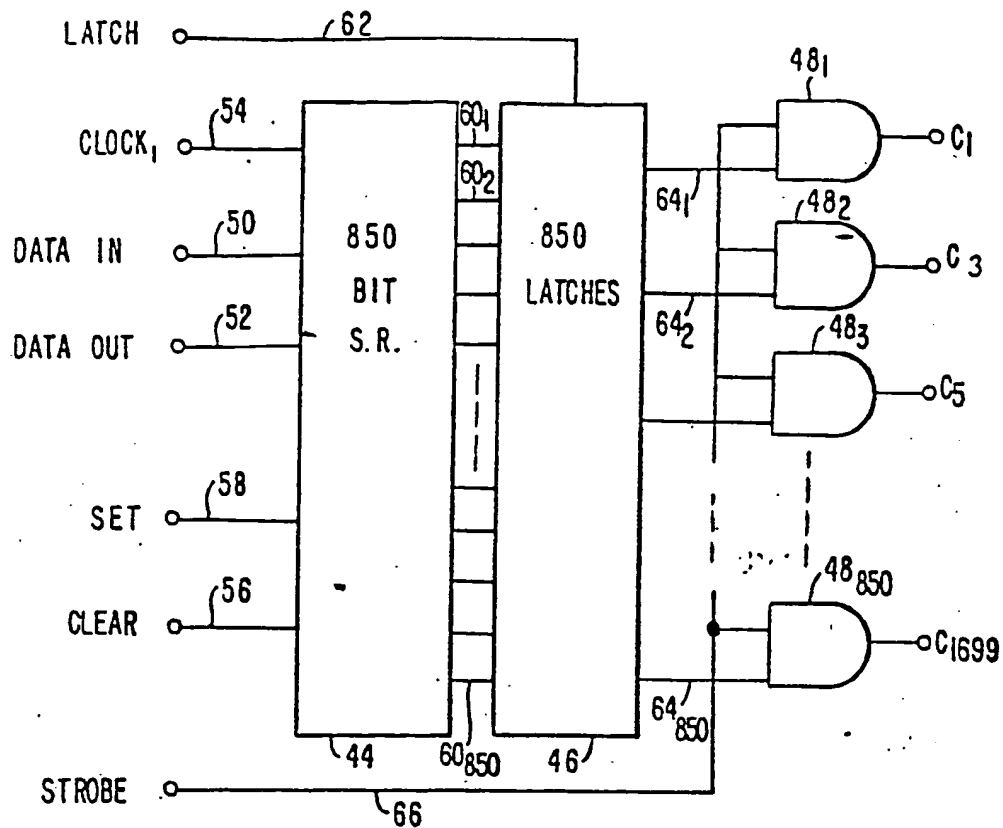 LATCH 62
48₁
CLOCK₁ 54 60₁ C₁
60₂ 64₁
48₂
DATA IN 50 850 850 C3
BIT LATCHES
DATA OUT 52 S.R. 64₂ 48₃
C5
SET 58
CLEAR 56 48₈₅₀
C1699
64₈₅₀
44 60₈₅₀ 46
STROBE 66